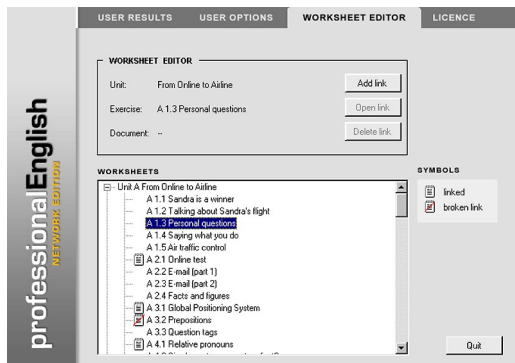 USER RESULTS USER OPTIONS WORKSHEET EDITOR LICENCE
professionalEnglish
NETWORK EDITION
WORKSHEET EDITOR
Unit: From Online to Airline Add link
Exercise: A 1.3 Personal questions Open link
Document: -- Delete link
WORKSHEETS
Unit A From Online to Airline
A 1.1 Sandra is a winner
A 1.2 Talking about Sandra's flight
A 1.3 Personal questions
A 1.4 Saying what you do
A 1.5 Air traffic control
A 2.1 Online test
A 2.2 E-mail (part 1)
A 2.3 E-mail (part 2)
A 2.4 Facts and figures
A 3.1 Global Positioning System
A 3.2 Prepositions
A 3.3 Question tags
A 4.1 Relative pronouns
SYMBOLS
linked
broken link
Quit